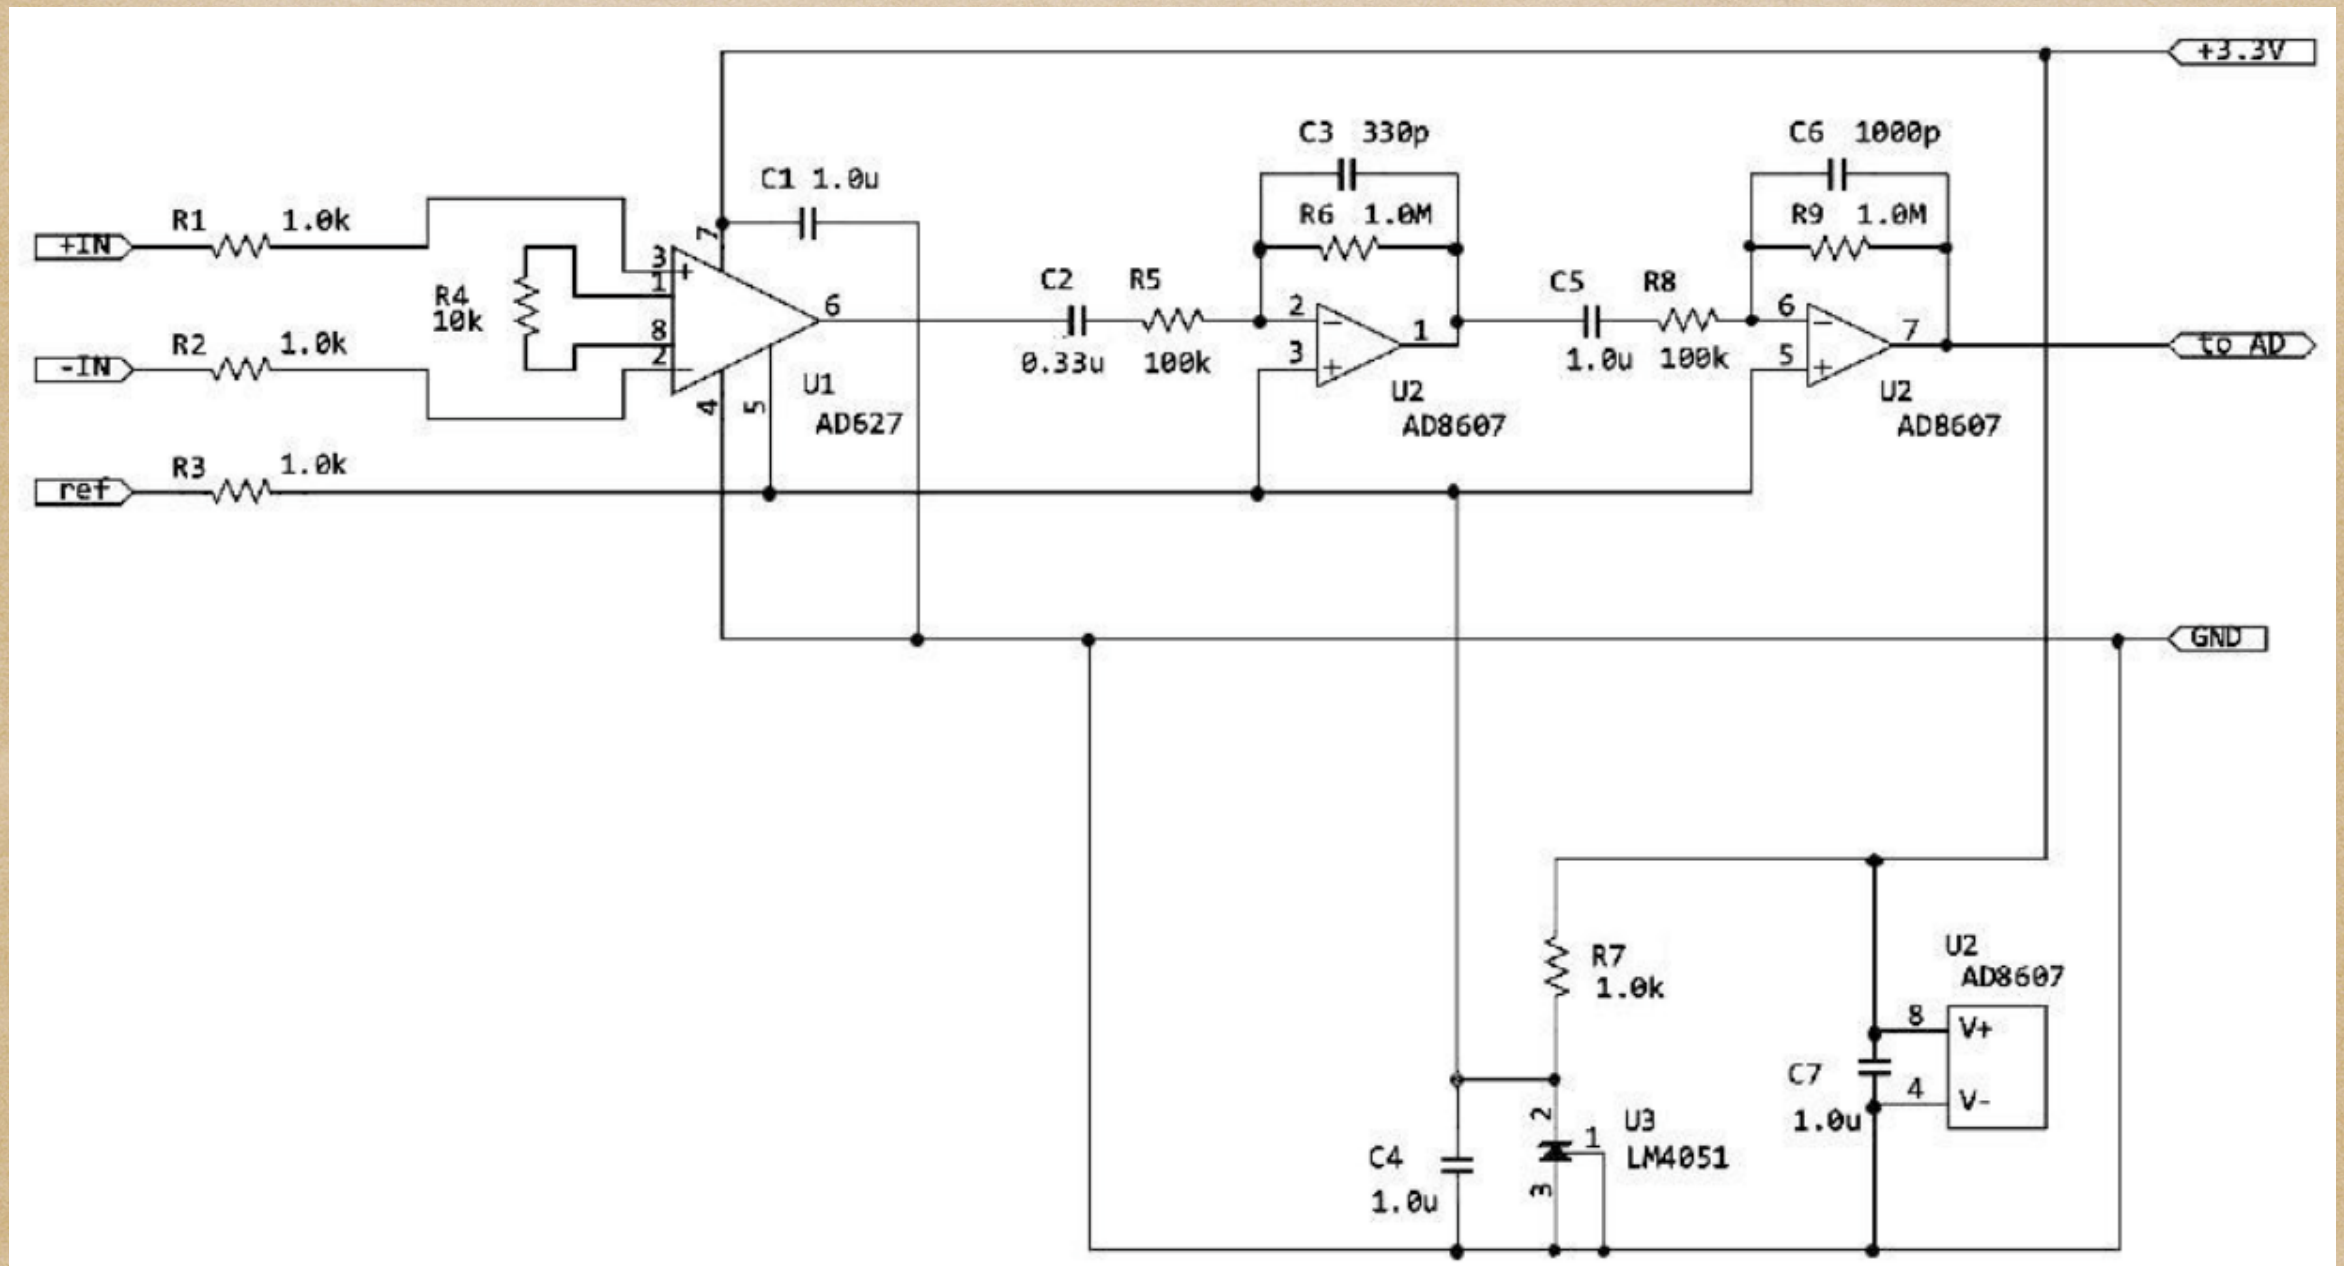 +3.3V
C3 330p
C6 1000p
C1 1.0u
R1 1.0k
R6 1.0M
R9 1.0M
+IN
7
3
+
1
C2 R5
C5 R8
R4
10k
6
2
−
6
−
8
1
7
R2 1.0k
0.33u 100k
3
+
1.0u 100k
5
+
to AD
-IN
2
−
4
5
U1
AD627
U2
AD8607
U2
AD8607
R3 1.0k
ref
GND
R7
1.0k
U2
AD8607
8 V+
C7
1.0u
4 V-
2
1
U3
LM4051
C4
1.0u
3